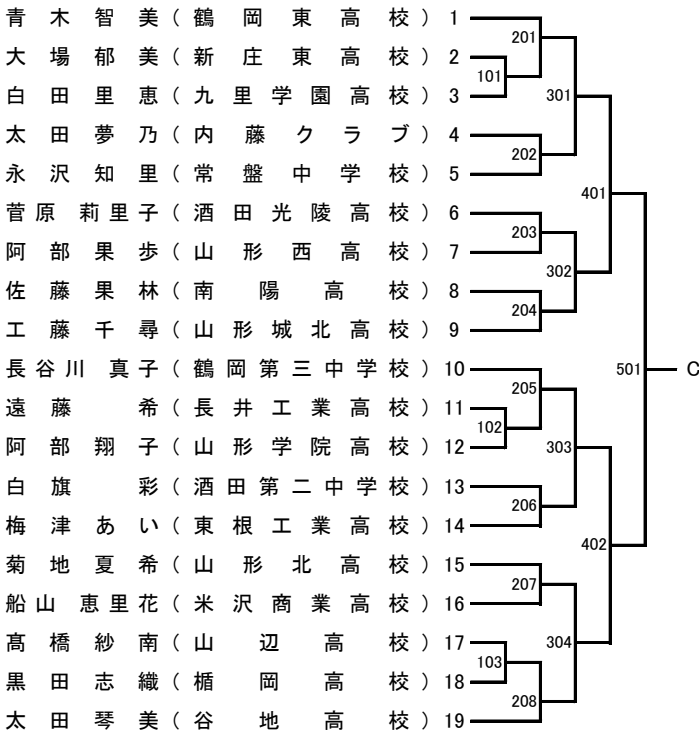 青木智美（鶴岡東高校）1
大場郁美（新庄東高校）2
白田里恵（九里学園高校）3
太田夢乃（内藤クラブ）4
永沢知里（常盤中学校）5
菅原莉里子（酒田光陵高校）6
阿部果歩（山形西高校）7
佐藤果林（南陽高校）8
工藤千尋（山形城北高校）9
長谷川真子（鶴岡第三中学校）10
遠藤希（長井工業高校）11
阿部翔子（山形学院高校）12
白旗彩（酒田第二中学校）13
梅津あい（東根工業高校）14
菊地夏希（山形北高校）15
船山恵里花（米沢商業高校）16
髙橋紗南（山辺高校）17
黒田志織（楯岡高校）18
太田琴美（谷地高校）19
101
102
103
201
202
203
204
205
206
207
208
301
302
303
304
401
402
501
C